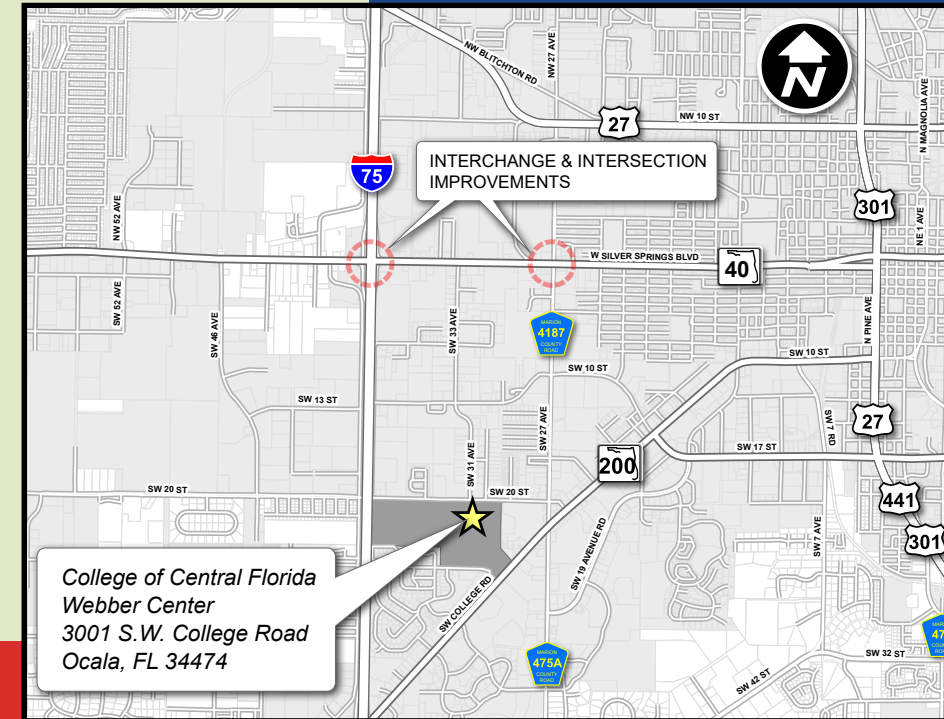 NW BLITCHTON RD
NW 27 AVE
N
N MAGNOLIA AVE
27
NW 10 ST
INTERCHANGE & INTERSECTION
IMPROVEMENTS
75
301
NE 1 AVE
NW 52 AVE
W SILVER SPRINGS BLVD
40
SW 52 AVE
SW 46 AVE
SW 33 AVE
MARION
4187
COUNTY
ROAD
N PINE AVE
SW 10 ST
SW 10 ST
SW 13 ST
SW 27 AVE
SW 7 RD
27
SW 31 AVE
200
SW 17 ST
SW 20 ST
SW 20 ST
441
SW 19 AVENUE RD
SW 7 AVE
301
College of Central Florida
Webber Center
3001 S.W. College Road
Ocala, FL 34474
SW COLLEGE RD
MARION
475A
COUNTY
ROAD
SW 32 ST
SW 42 ST